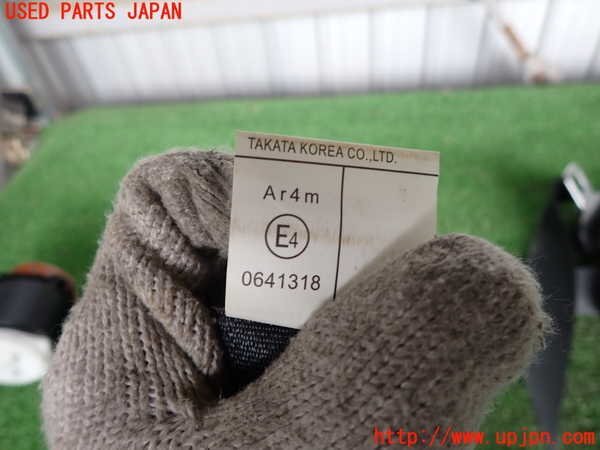 USED PARTS JAPAN
TAKATA KOREA CO.,LTD.
Ar4m
E4
0641318
http://www.upjpn.com/